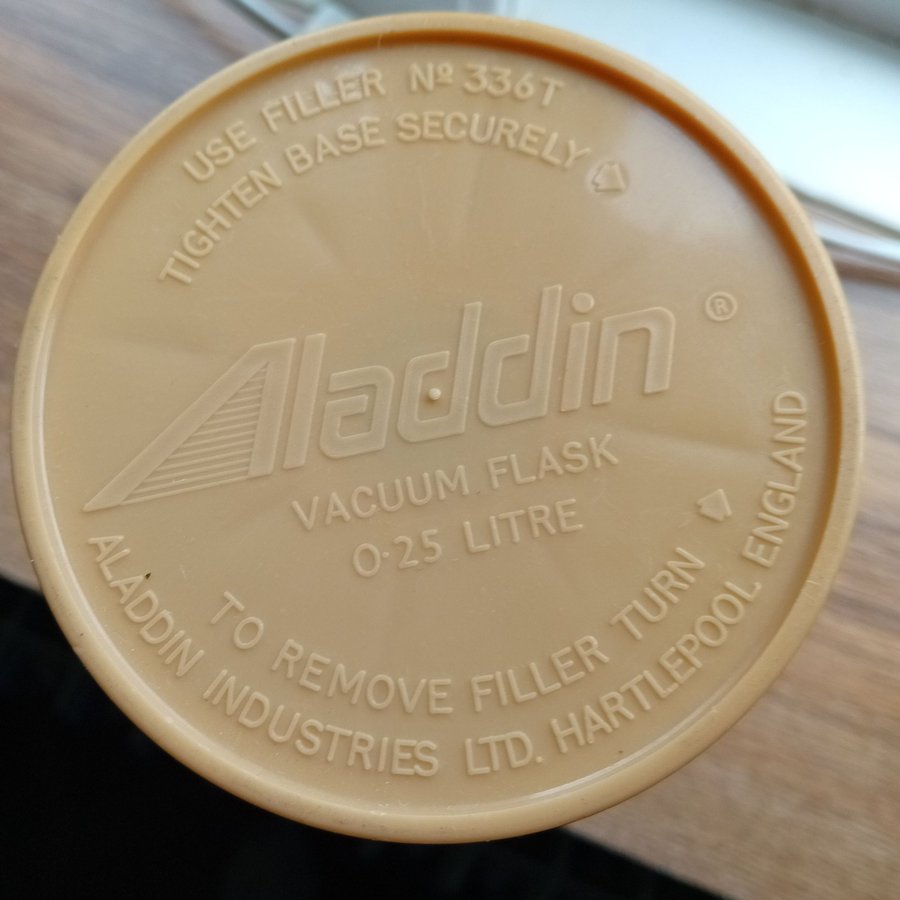 USE FILLER Nº 336T
TIGHTEN BASE SECURELY
Aladdin ®
VACUUM FLASK
0·25 LITRE
TO REMOVE FILLER TURN
ALADDIN INDUSTRIES LTD. HARTLEPOOL ENGLAND